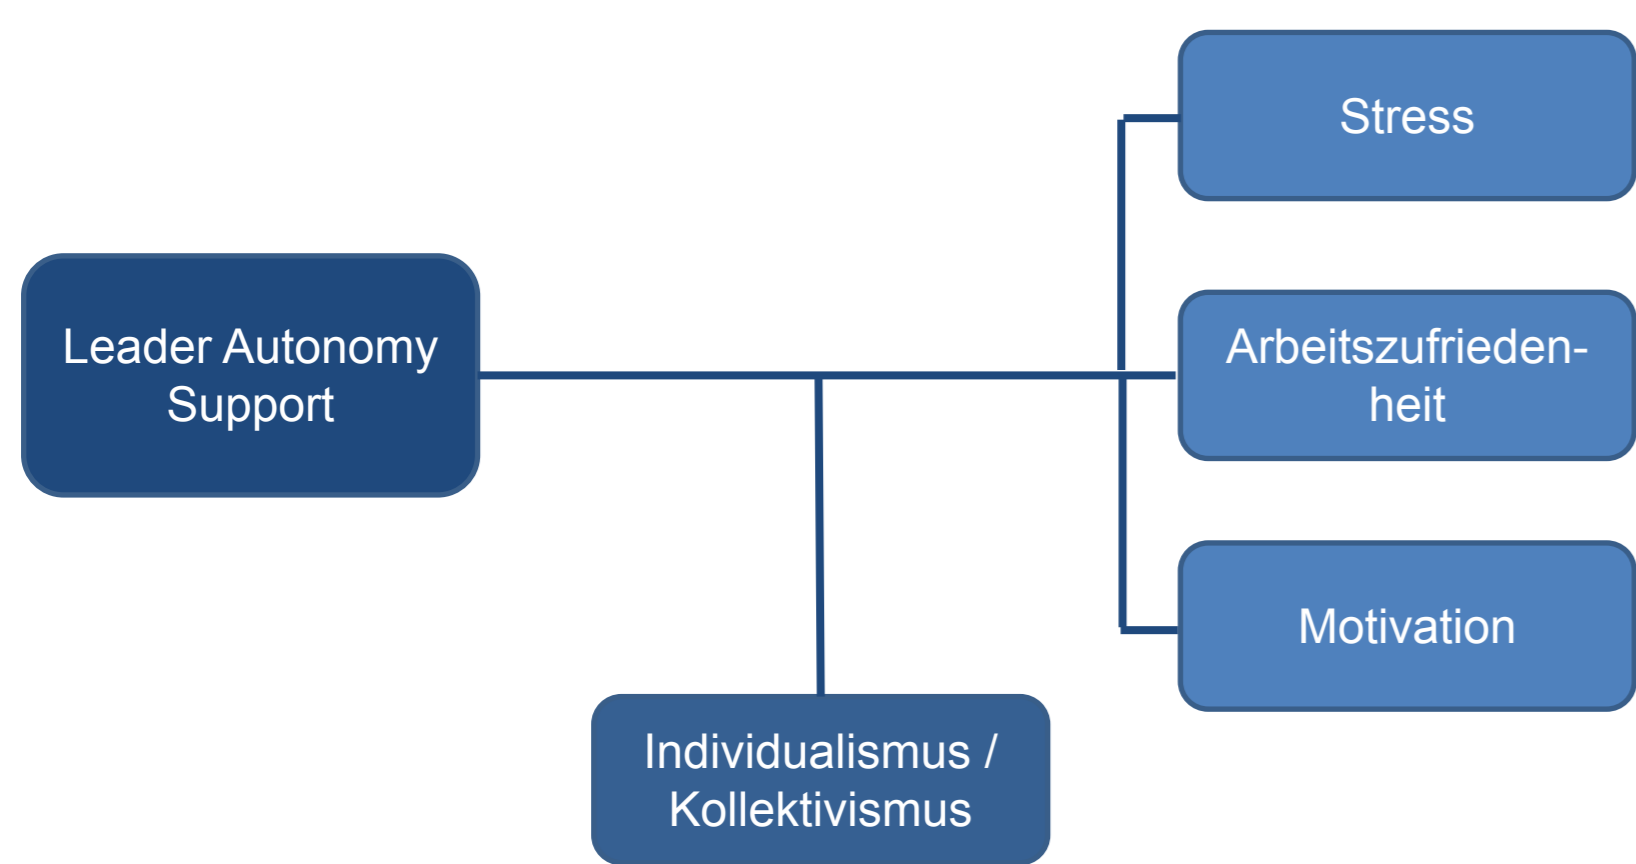 Stress
Leader Autonomy
Support
Arbeitszufrieden-
heit
Motivation
Individualismus /
Kollektivismus